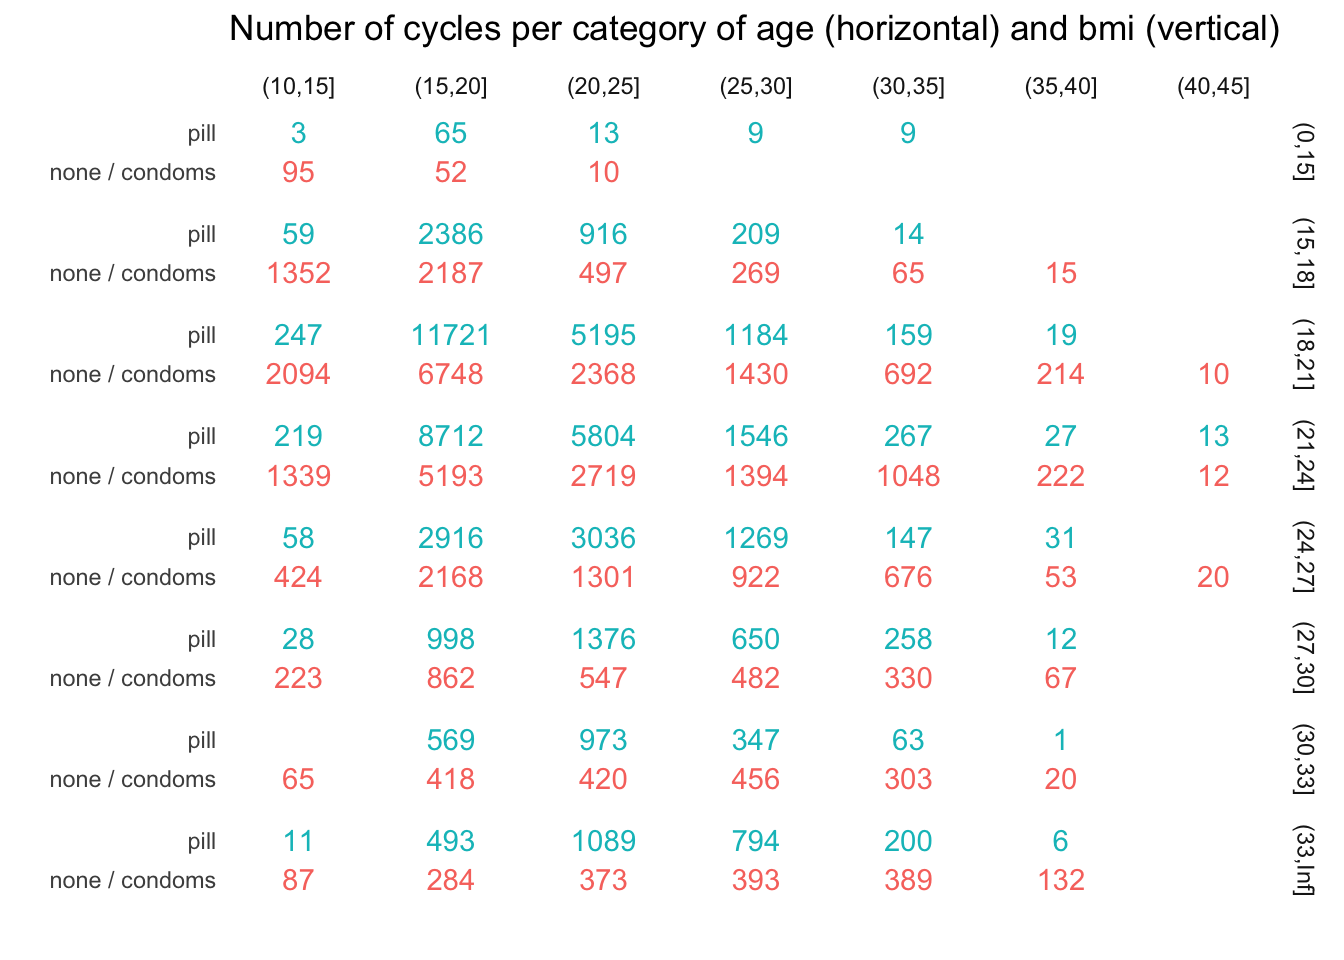 Number of cycles per category of age (horizontal) and bmi (vertical)
(10,15] (15,20] (20,25] (25,30] (30,35] (35,40] (40,45]
pill 3 65 13 9 9
none / condoms 95 52 10
(0,15]
pill 59 2386 916 209 14
none / condoms 1352 2187 497 269 65 15
(15,18]
pill 247 11721 5195 1184 159 19
none / condoms 2094 6748 2368 1430 692 214 10
(18,21]
pill 219 8712 5804 1546 267 27 13
none / condoms 1339 5193 2719 1394 1048 222 12
(21,24]
pill 58 2916 3036 1269 147 31
none / condoms 424 2168 1301 922 676 53 20
(24,27]
pill 28 998 1376 650 258 12
none / condoms 223 862 547 482 330 67
(27,30]
pill 569 973 347 63 1
none / condoms 65 418 420 456 303 20
(30,33]
pill 11 493 1089 794 200 6
none / condoms 87 284 373 393 389 132
(33,Inf]